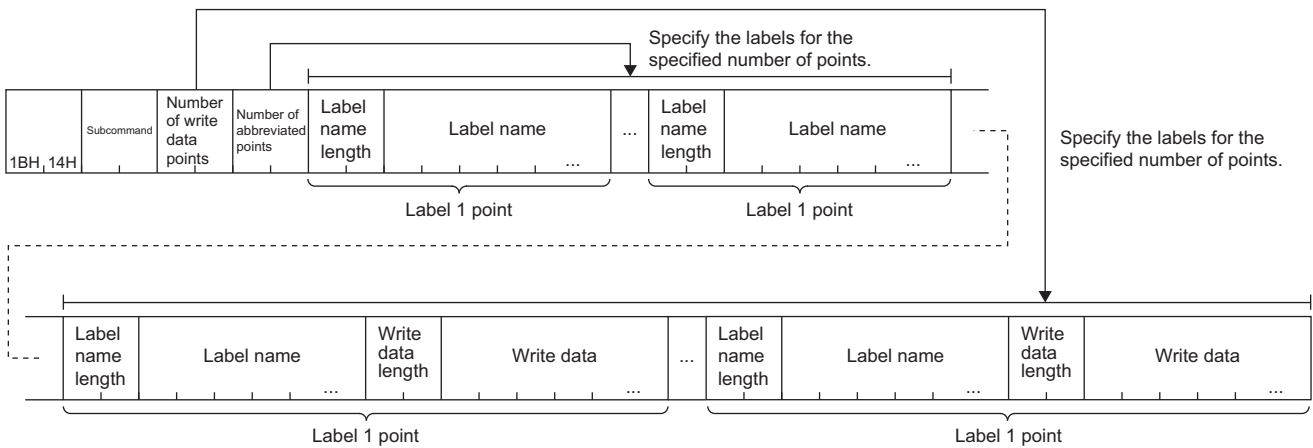 Specify the labels for the
specified number of points.
1BH, 14H
Subcommand
Number
of write
data
points
Number of
abbreviated
points
Label
name
length
Label name
...
...
Label
name
length
Label name
...
Specify the labels for the
specified number of points.
Label 1 point
Label 1 point
Label
name
length
Label name
...
Write
data
length
Write data
...
...
Label
name
length
Label name
...
Write
data
length
Write data
...
Label 1 point
Label 1 point